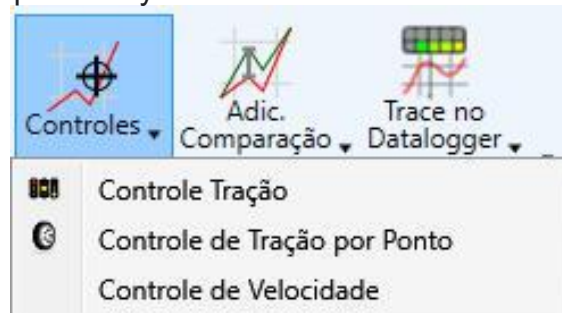 Controles
Adic.
Comparação
Trace no
Datalogger
Controle Tração
Controle de Tração por Ponto
Controle de Velocidade